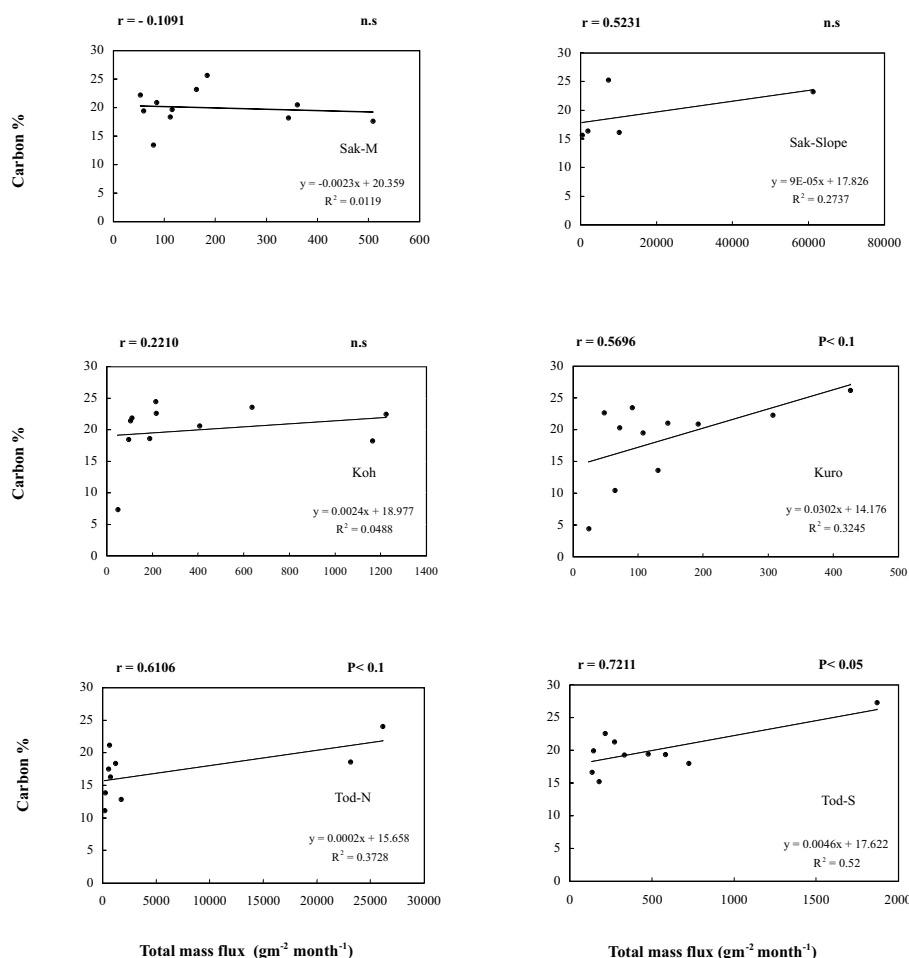 r = - 0.1091 n.s
r = 0.5231 n.s
Carbon %
30
25
20
15
10
5
0
Sak-M
y = -0.0023x + 20.359
R² = 0.0119
0 100 200 300 400 500 600
30
25
20
15
10
5
0
Sak-Slope
y = 9E-05x + 17.826
R² = 0.2737
0 20000 40000 60000 80000
r = 0.2210 n.s
r = 0.5696 P< 0.1
Carbon %
30
25
20
15
10
5
0
Koh
y = 0.0024x + 18.977
R² = 0.0488
0 200 400 600 800 1000 1200 1400
30
25
20
15
10
5
0
Kuro
y = 0.0302x + 14.176
R² = 0.3245
0 100 200 300 400 500
r = 0.6106 P< 0.1
r = 0.7211 P< 0.05
Carbon %
30
25
20
15
10
5
0
Tod-N
y = 0.0002x + 15.658
R² = 0.3728
0 5000 10000 15000 20000 25000 30000
30
25
20
15
10
5
0
Tod-S
y = 0.0046x + 17.622
R² = 0.52
0 500 1000 1500 2000
Total mass flux (gm⁻² month⁻¹)
Total mass flux (gm⁻² month⁻¹)